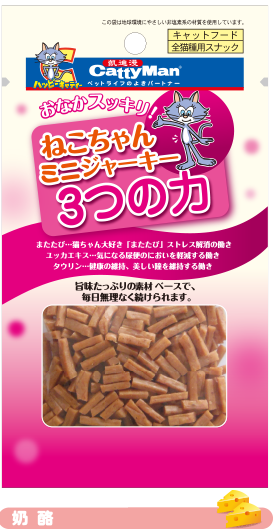 この袋は地球環境にやさしい非塩素系の材質を使用しています。
キャットフード
全猫種用スナック
凱迪漫
CattyMan
ペットライフのよきパートナー
ハッピーキャティー
おなかスッキリ!
ねこちゃん
ミニジャーキー
3つの力
またたび…猫ちゃん大好き「またたび」ストレス解消の働き
ユッカエキス…気になる尿便のにおいを軽減する働き
タウリン…健康の維持、美しい瞳を維持する働き
旨味たっぷりの素材ベースで、
毎日無理なく続けられます。
奶 酪